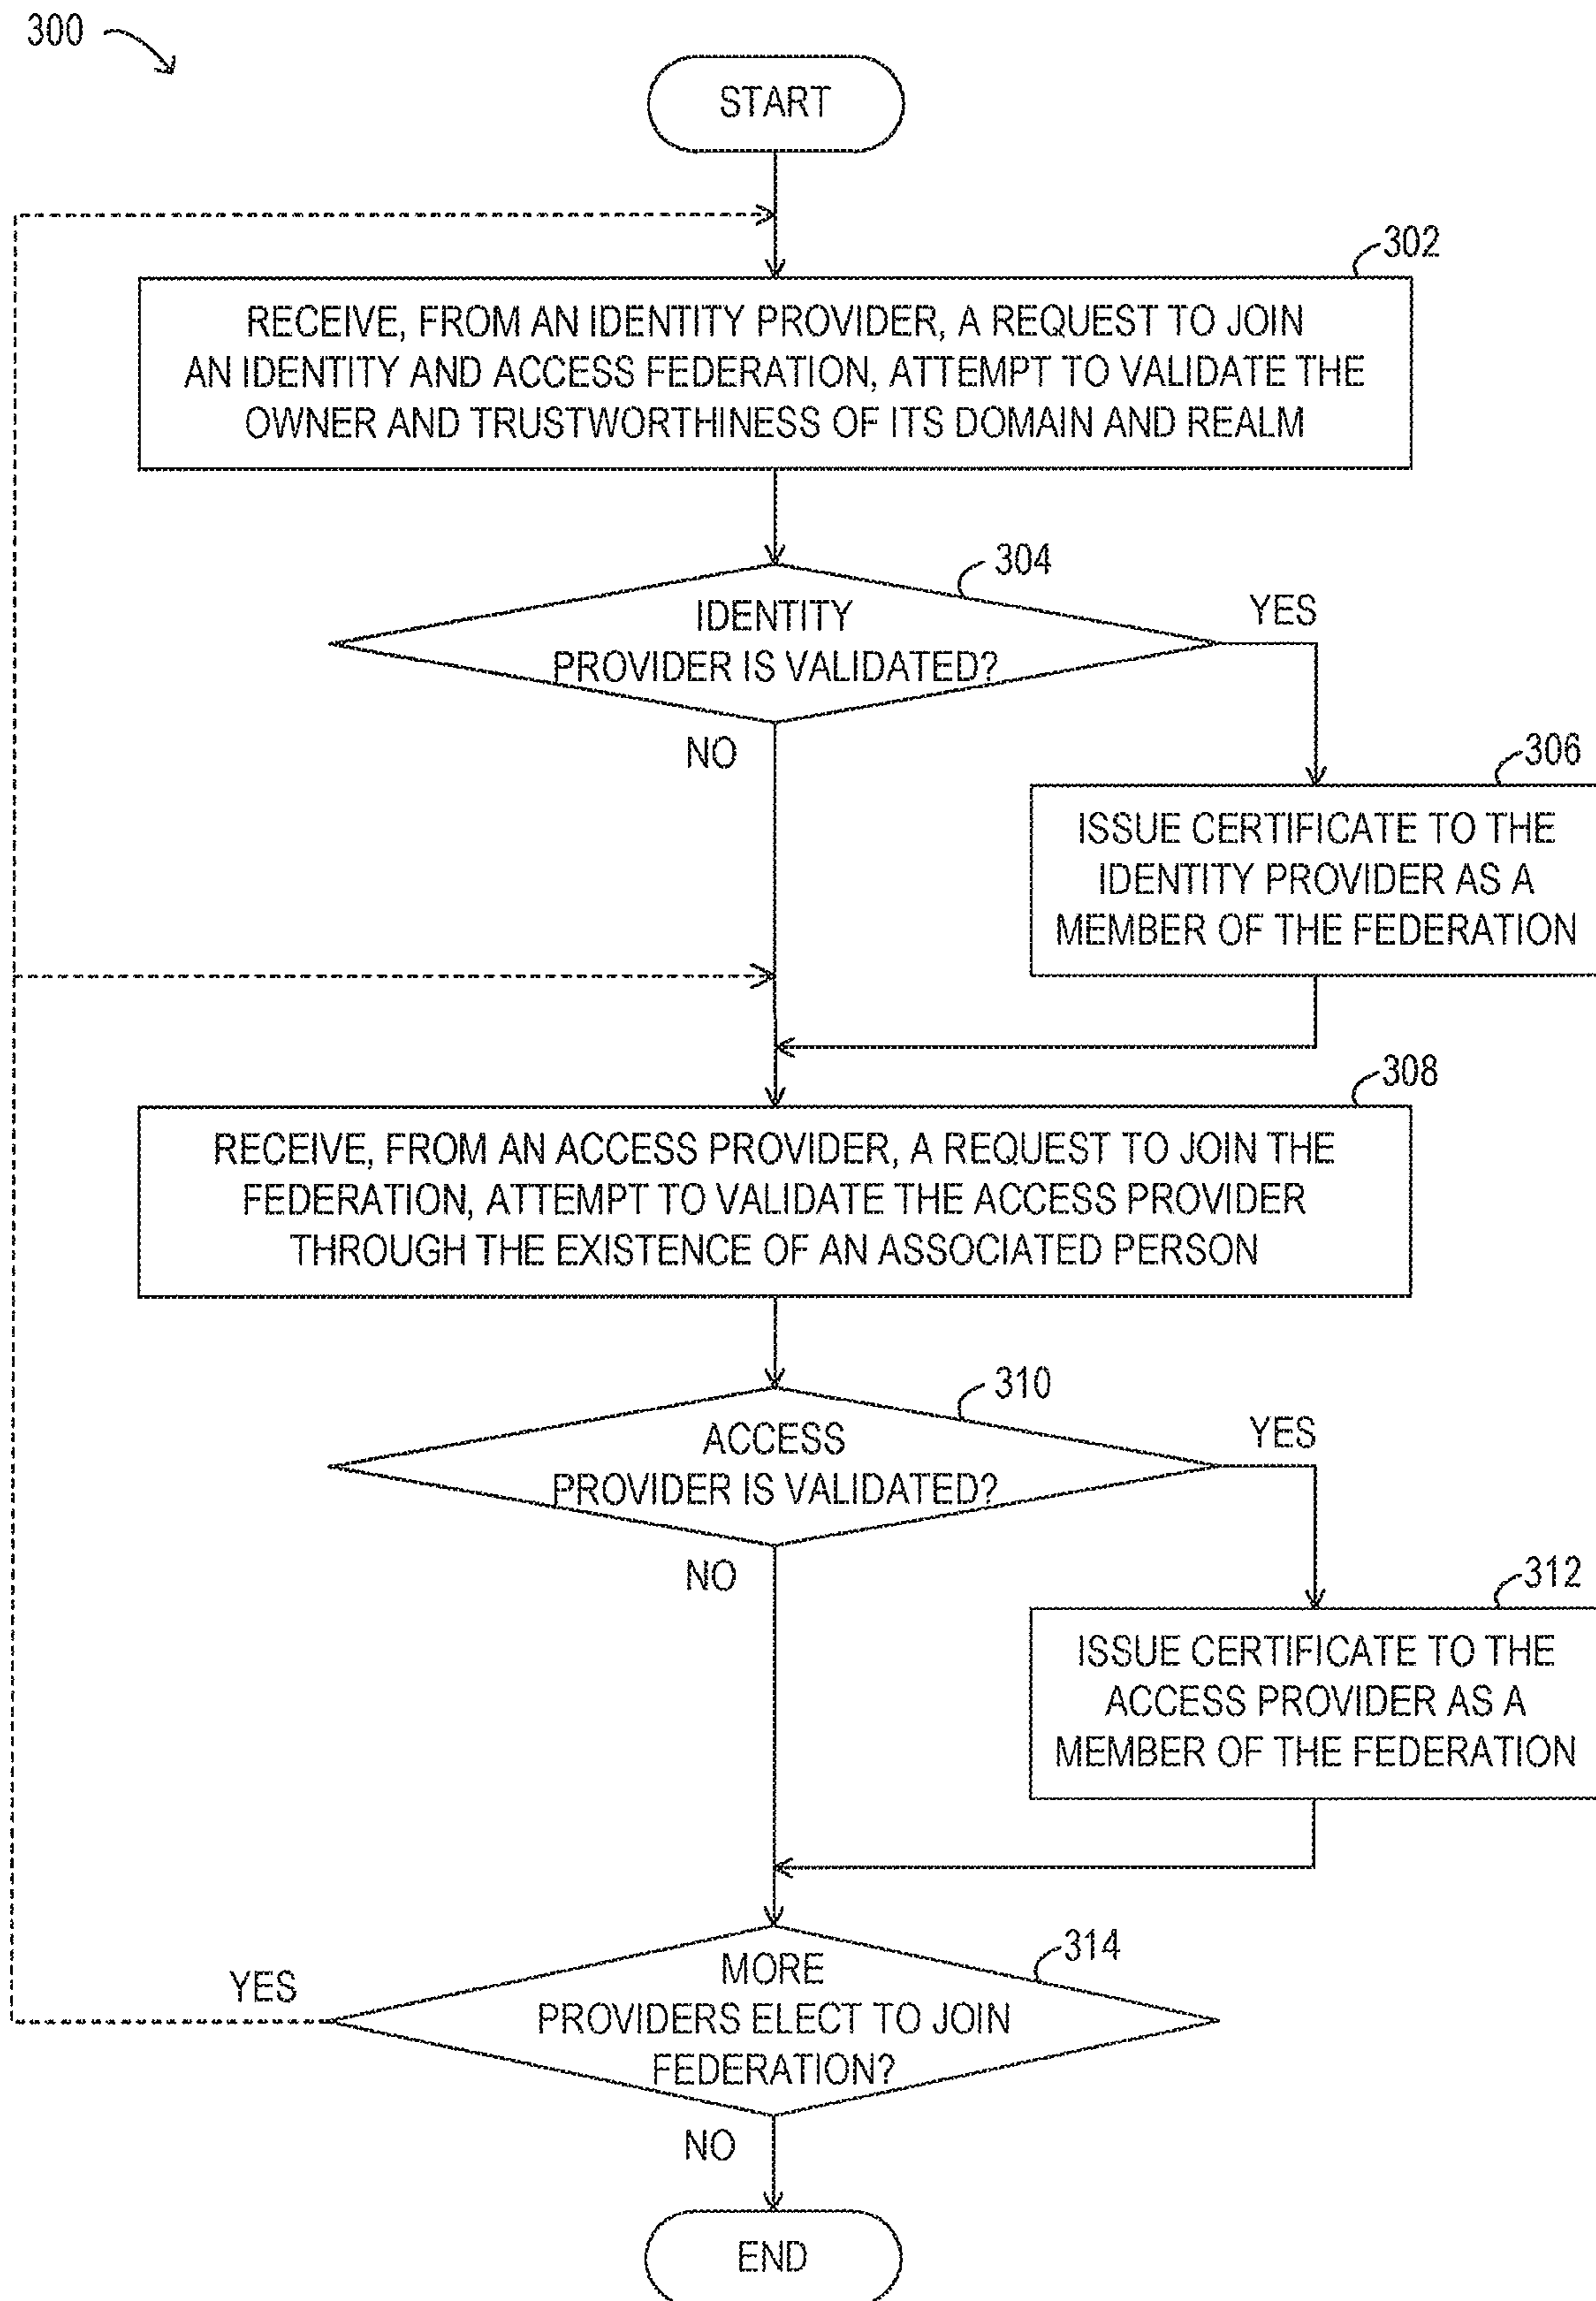 300
START
302
RECEIVE, FROM AN IDENTITY PROVIDER, A REQUEST TO JOIN
AN IDENTITY AND ACCESS FEDERATION, ATTEMPT TO VALIDATE THE
OWNER AND TRUSTWORTHINESS OF ITS DOMAIN AND REALM
304
IDENTITY
PROVIDER IS VALIDATED?
YES
NO
306
ISSUE CERTIFICATE TO THE
IDENTITY PROVIDER AS A
MEMBER OF THE FEDERATION
308
RECEIVE, FROM AN ACCESS PROVIDER, A REQUEST TO JOIN THE
FEDERATION, ATTEMPT TO VALIDATE THE ACCESS PROVIDER
THROUGH THE EXISTENCE OF AN ASSOCIATED PERSON
310
ACCESS
PROVIDER IS VALIDATED?
YES
NO
312
ISSUE CERTIFICATE TO THE
ACCESS PROVIDER AS A
MEMBER OF THE FEDERATION
314
MORE
PROVIDERS ELECT TO JOIN
FEDERATION?
YES
NO
END